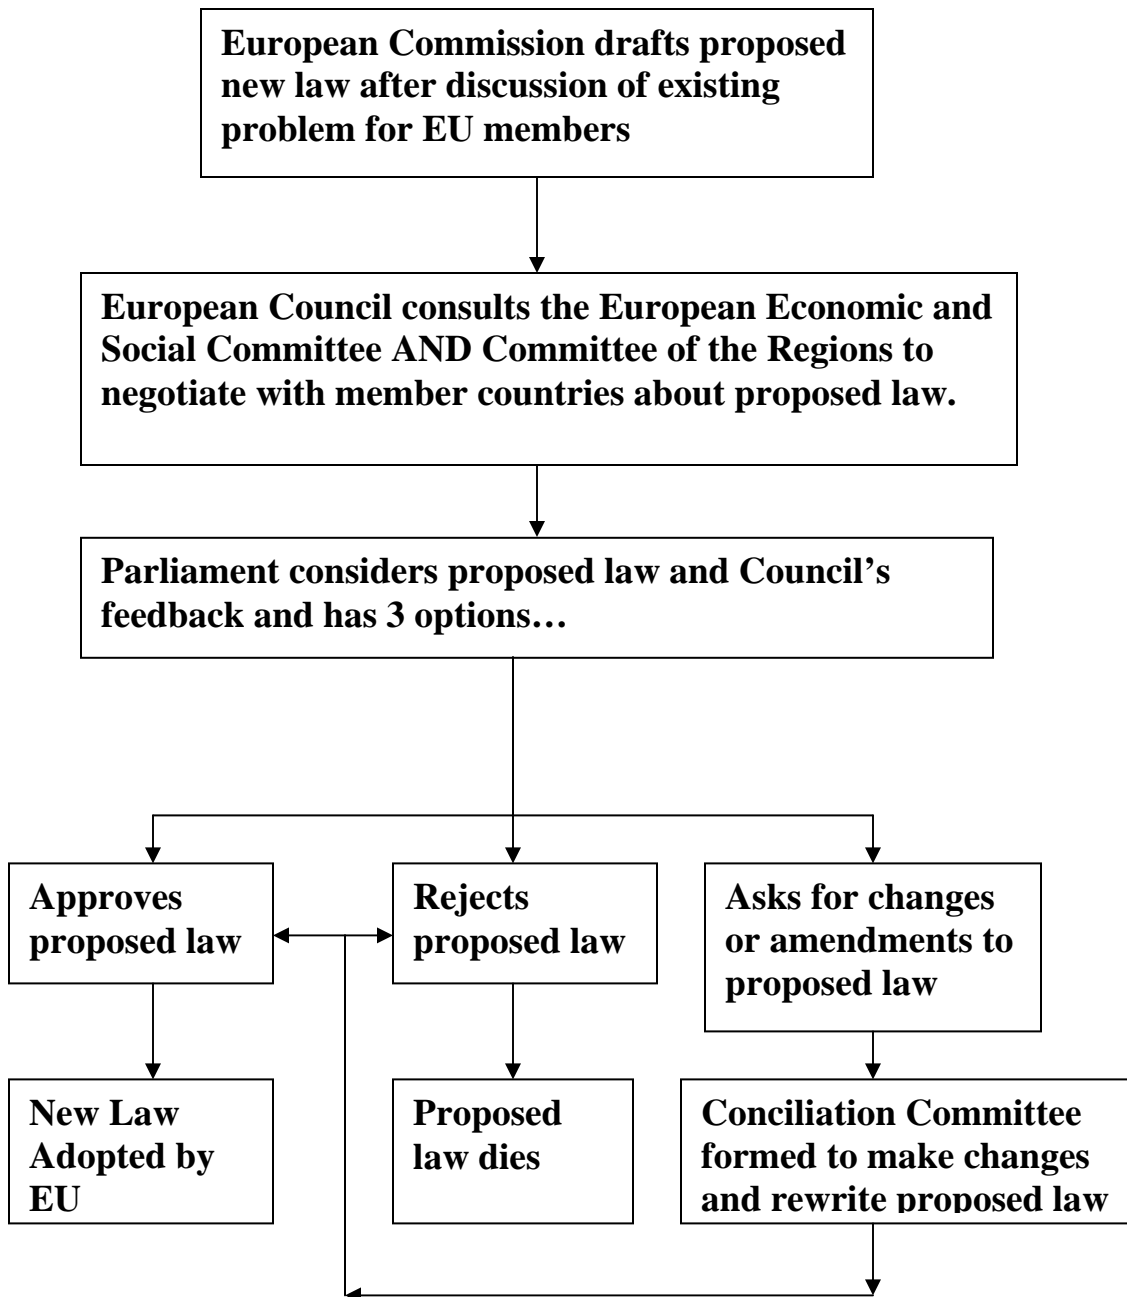 European Commission drafts proposed
new law after discussion of existing
problem for EU members
European Council consults the European Economic and
Social Committee AND Committee of the Regions to
negotiate with member countries about proposed law.
Parliament considers proposed law and Council’s
feedback and has 3 options…
Approves
proposed law
Rejects
proposed law
Asks for changes
or amendments to
proposed law
New Law
Adopted by
EU
Proposed
law dies
Conciliation Committee
formed to make changes
and rewrite proposed law